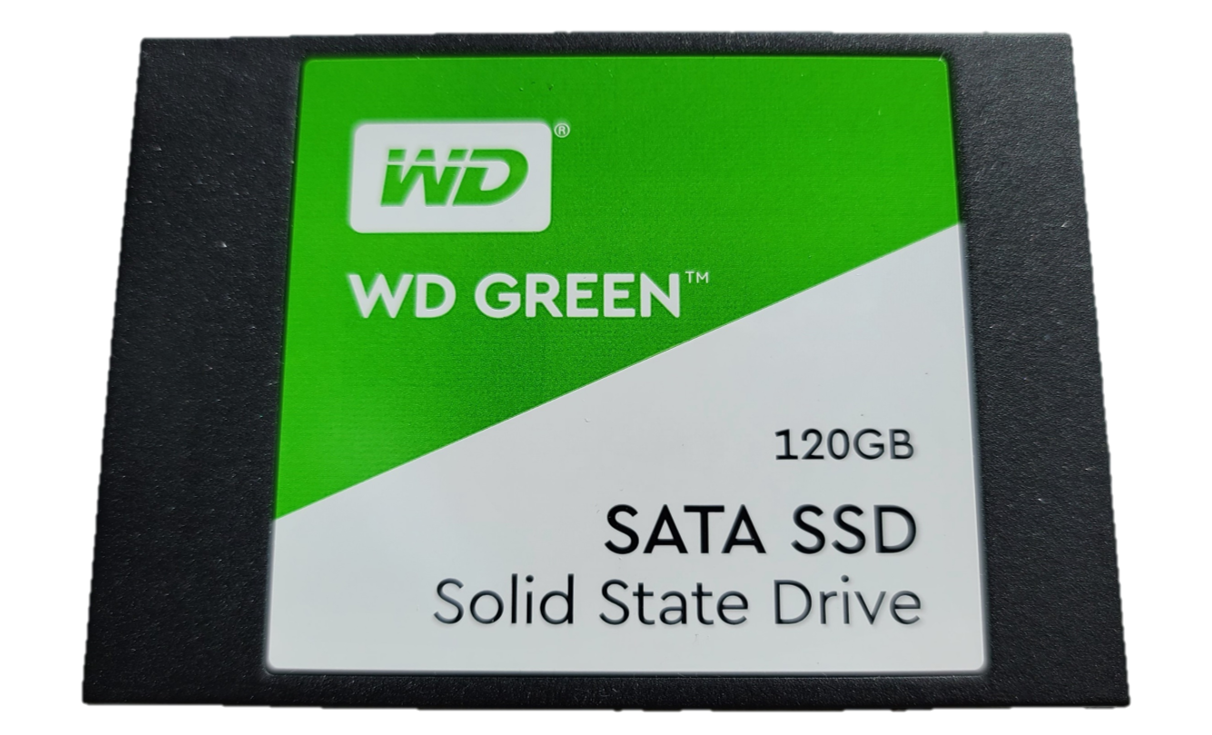 WD®
WD GREEN™
120GB
SATA SSD
Solid State Drive